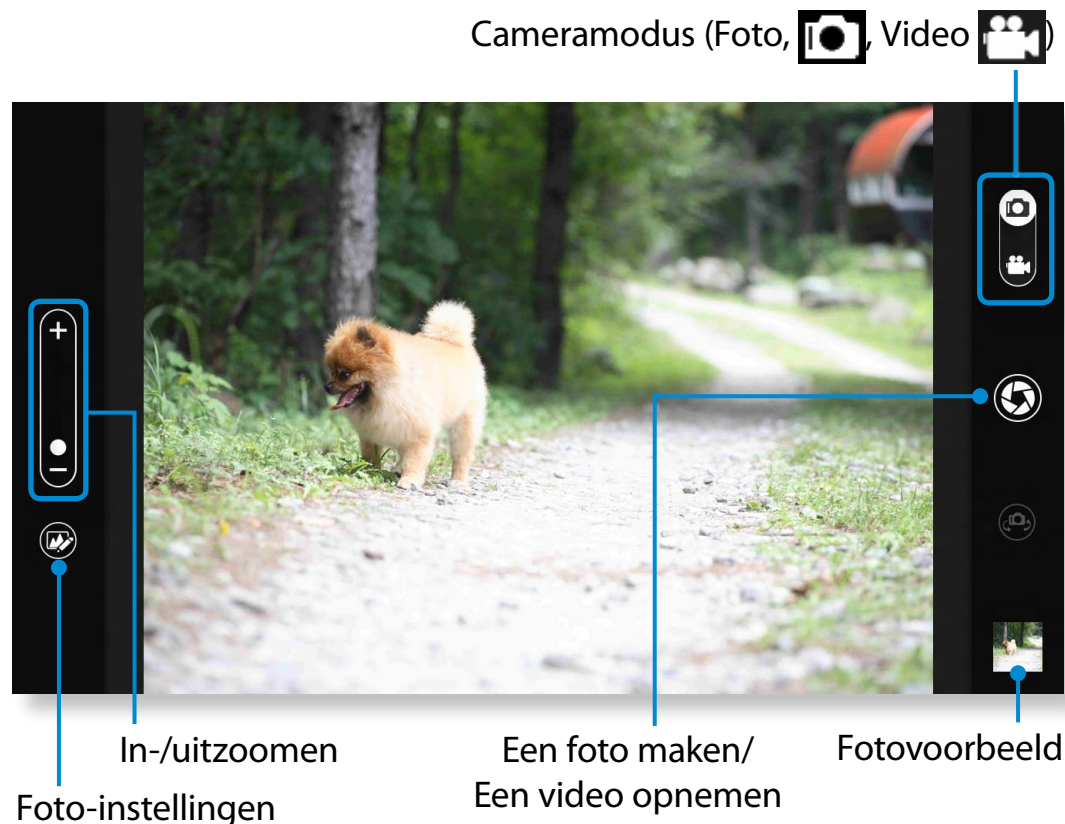 Cameramodus (Foto, , Video )
In-/uitzoomen
Een foto maken/
Een video opnemen
Fotovoorbeeld
Foto-instellingen